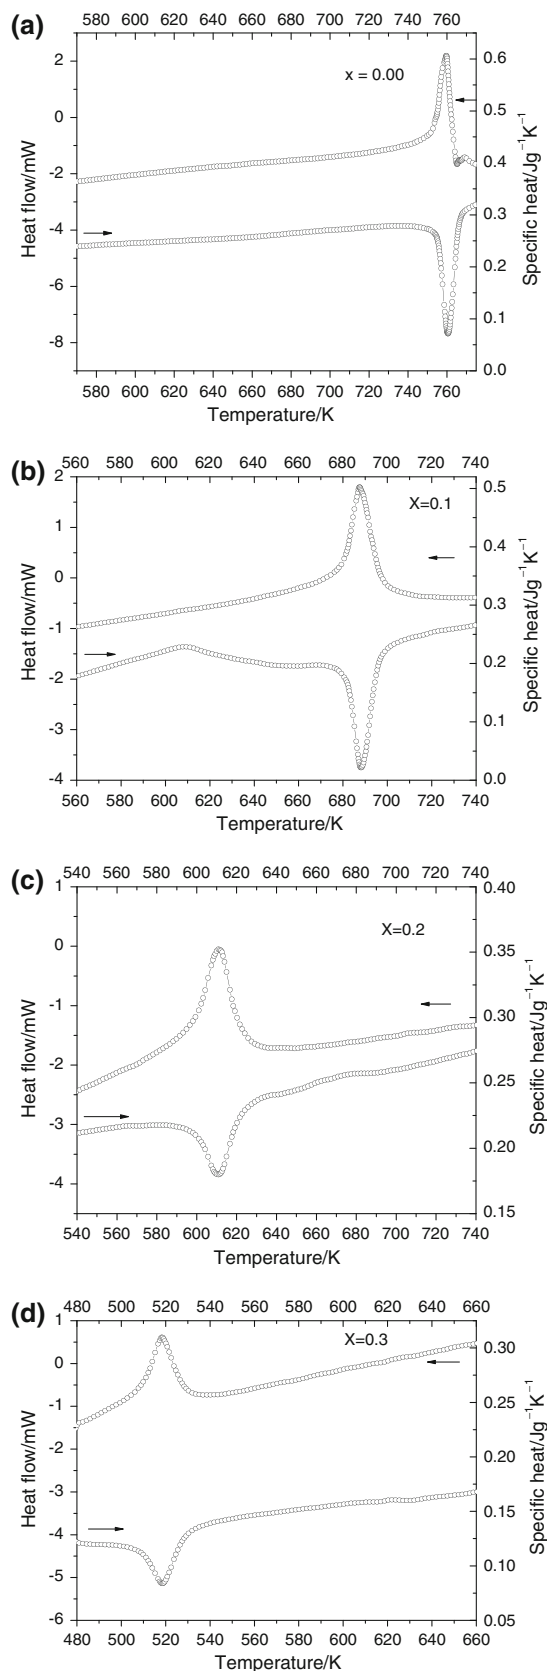 (a)
580 600 620 640 660 680 700 720 740 760
x = 0.00
2
0
-2
-4
-6
-8
Heat flow/mW
0.6
0.5
0.4
0.3
0.2
0.1
0.0
Specific heat/Jg⁻¹K⁻¹
580 600 620 640 660 680 700 720 740 760
Temperature/K
(b)
560 580 600 620 640 660 680 700 720 740
X=0.1
2
1
0
-1
-2
-3
-4
Heat flow/mW
0.5
0.4
0.3
0.2
0.1
0.0
Specific heat/Jg⁻¹K⁻¹
560 580 600 620 640 660 680 700 720 740
Temperature/K
(c)
540 560 580 600 620 640 660 680 700 720 740
X=0.2
1
0
-1
-2
-3
-4
Heat flow/mW
0.40
0.35
0.30
0.25
0.20
0.15
Specific heat/Jg⁻¹K⁻¹
540 560 580 600 620 640 660 680 700 720 740
Temperature/K
(d)
480 500 520 540 560 580 600 620 640 660
X=0.3
1
0
-1
-2
-3
-4
-5
-6
Heat flow/mW
0.30
0.25
0.20
0.15
0.10
0.05
Specific heat/Jg⁻¹K⁻¹
480 500 520 540 560 580 600 620 640 660
Temperature/K